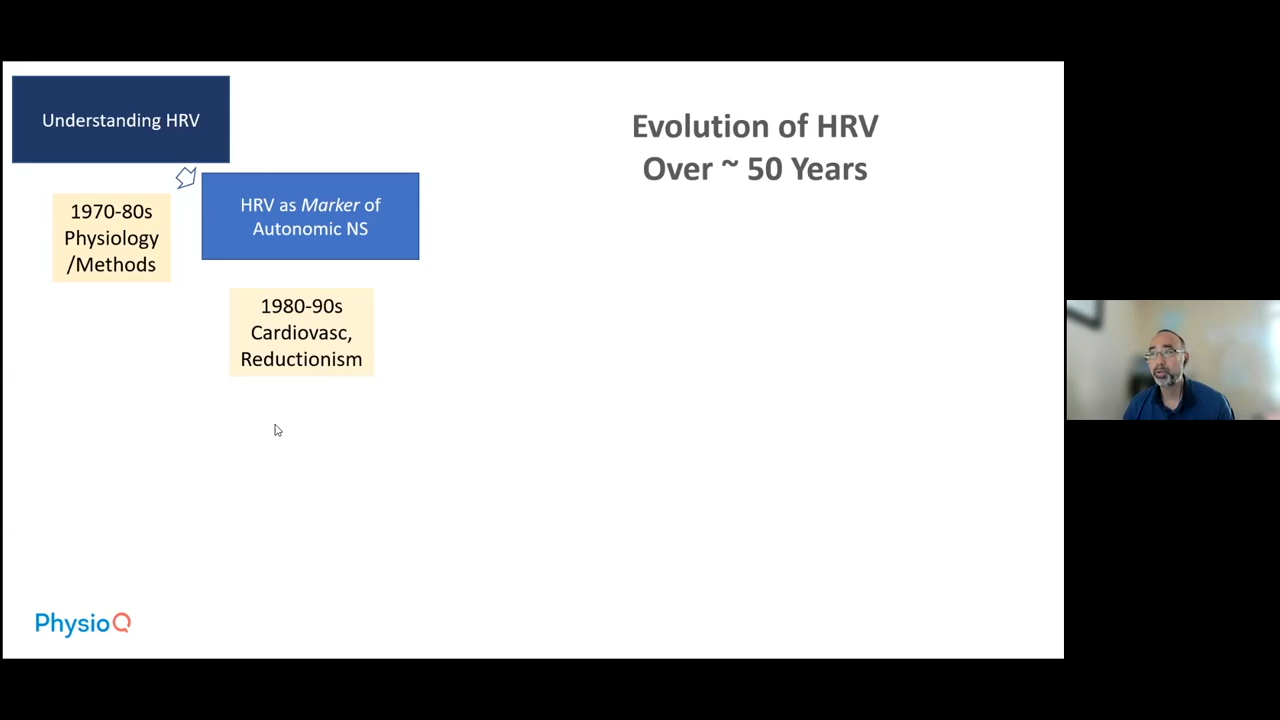 Understanding HRV
Evolution of HRV
Over ~ 50 Years
1970-80s
Physiology
/Methods
HRV as Marker of
Autonomic NS
1980-90s
Cardiovasc,
Reductionism
PhysioQ